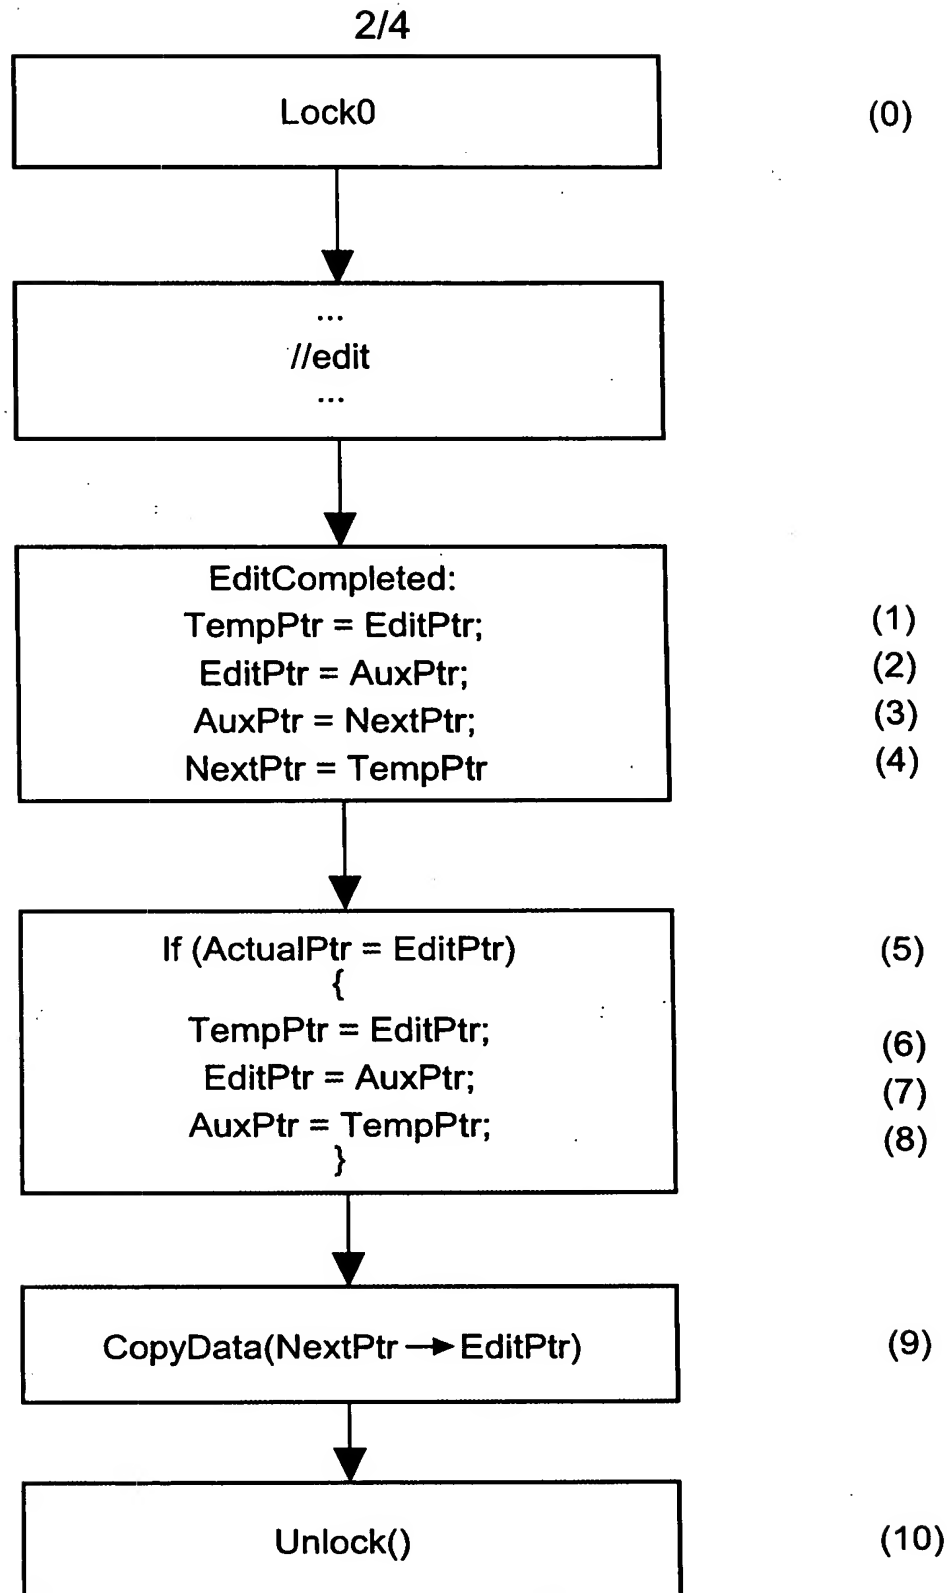 2/4
Lock0
(0)
...
//edit
...
EditCompleted:
TempPtr = EditPtr; (1)
EditPtr = AuxPtr; (2)
AuxPtr = NextPtr; (3)
NextPtr = TempPtr (4)
If (ActualPtr = EditPtr) (5)
{
TempPtr = EditPtr; (6)
EditPtr = AuxPtr; (7)
AuxPtr = TempPtr; (8)
}
CopyData(NextPtr → EditPtr) (9)
Unlock() (10)